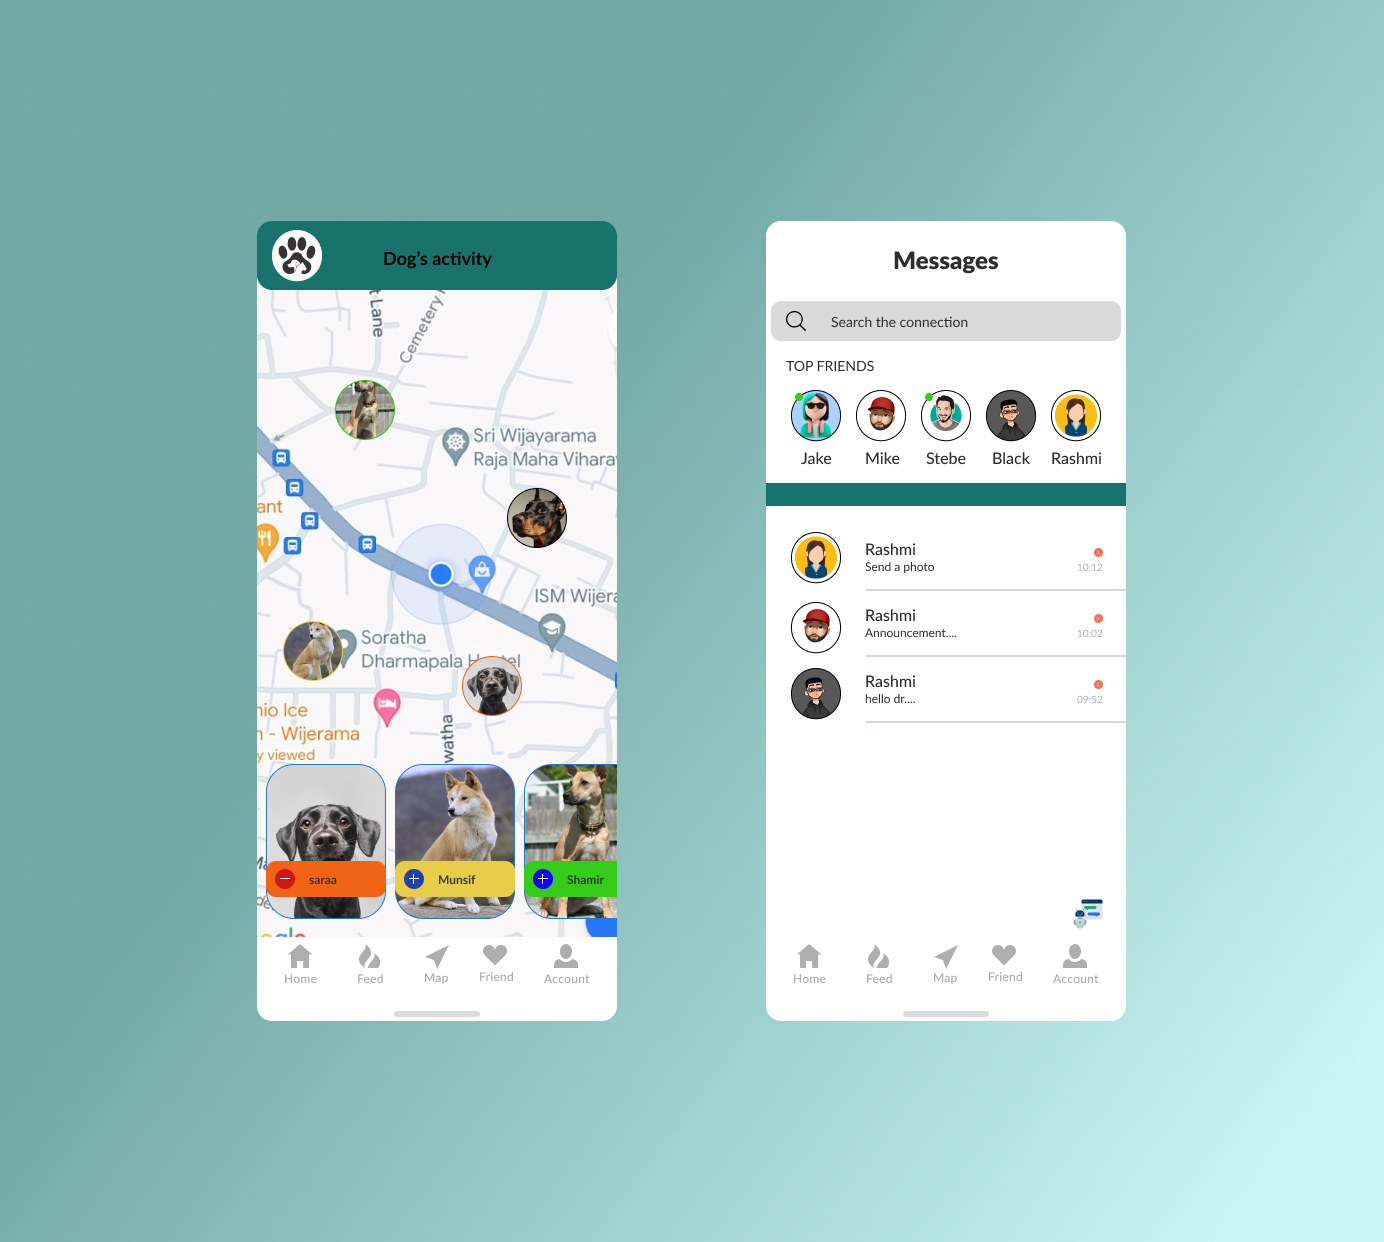 Dog's activity
t Lane
Cemetery
Sri Wijayarama
Raja Maha Vihara
ant
ISM Wijera
Soratha
Dharmapala H tel
nio Ice
n - Wijerama
y viewed
watha
Ma
saraa
Munsif
Shamir
ogle
Home
Feed
Map
Friend
Account
Messages
Search the connection
TOP FRIENDS
Jake
Mike
Stebe
Black
Rashmi
Rashmi
Send a photo
10:12
Rashmi
Announcement....
10:02
Rashmi
hello dr....
09:52
Home
Feed
Map
Friend
Account